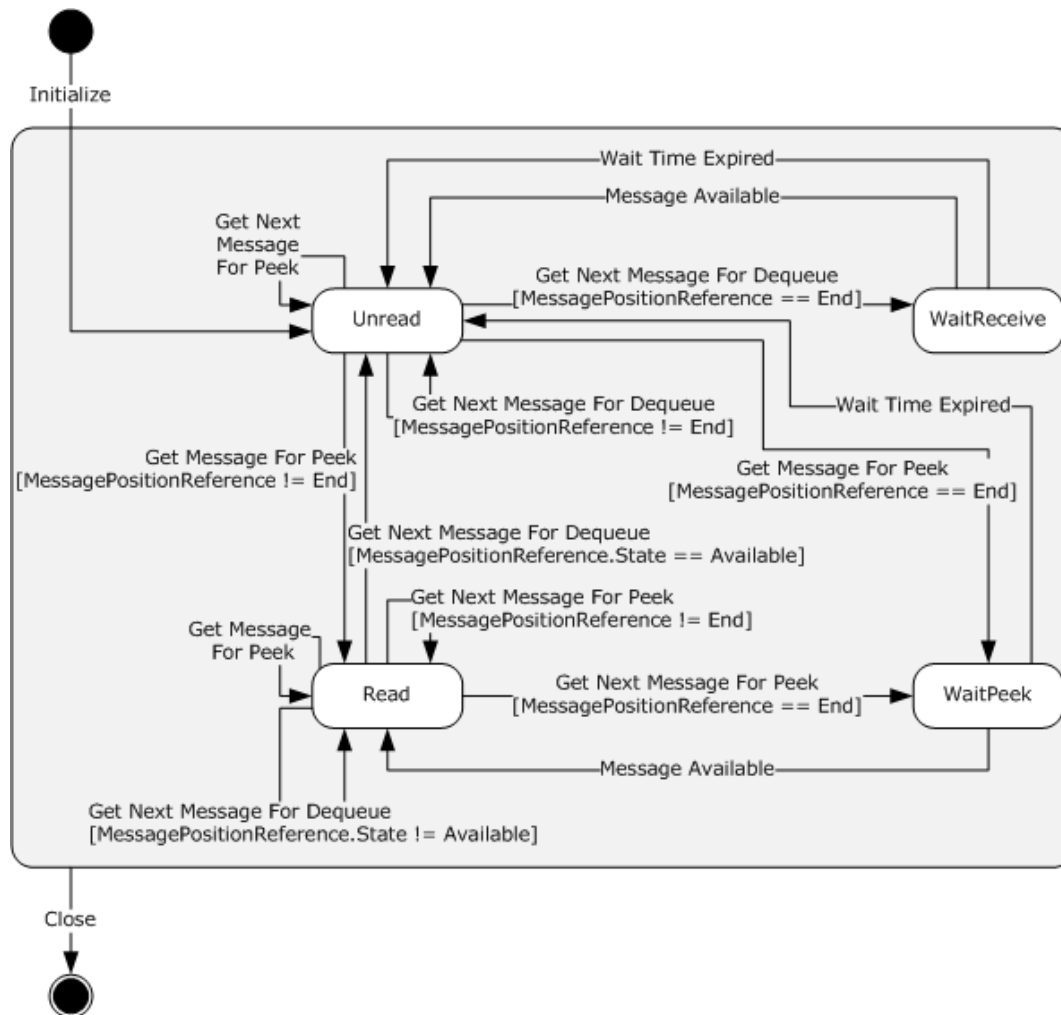 Initialize
Wait Time Expired
Message Available
Get Next
Message
For Peek
Get Next Message For Dequeue
[MessagePositionReference == End]
Unread
WaitReceive
Get Next Message For Dequeue
[MessagePositionReference != End]
Wait Time Expired
Get Message For Peek
[MessagePositionReference != End]
Get Message For Peek
[MessagePositionReference == End]
Get Next Message For Dequeue
[MessagePositionReference.State == Available]
Get Next Message For Peek
[MessagePositionReference != End]
Get Message
For Peek
Read
Get Next Message For Peek
[MessagePositionReference == End]
WaitPeek
Message Available
Get Next Message For Dequeue
[MessagePositionReference.State != Available]
Close